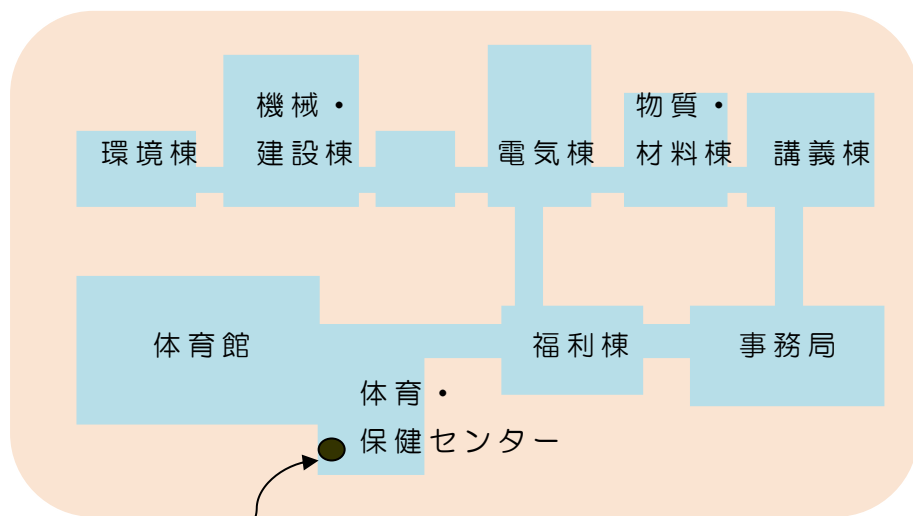 環境棟
機械・
建設棟
電気棟
物質・
材料棟
講義棟
体育館
福利棟
事務局
体育・
保健センター